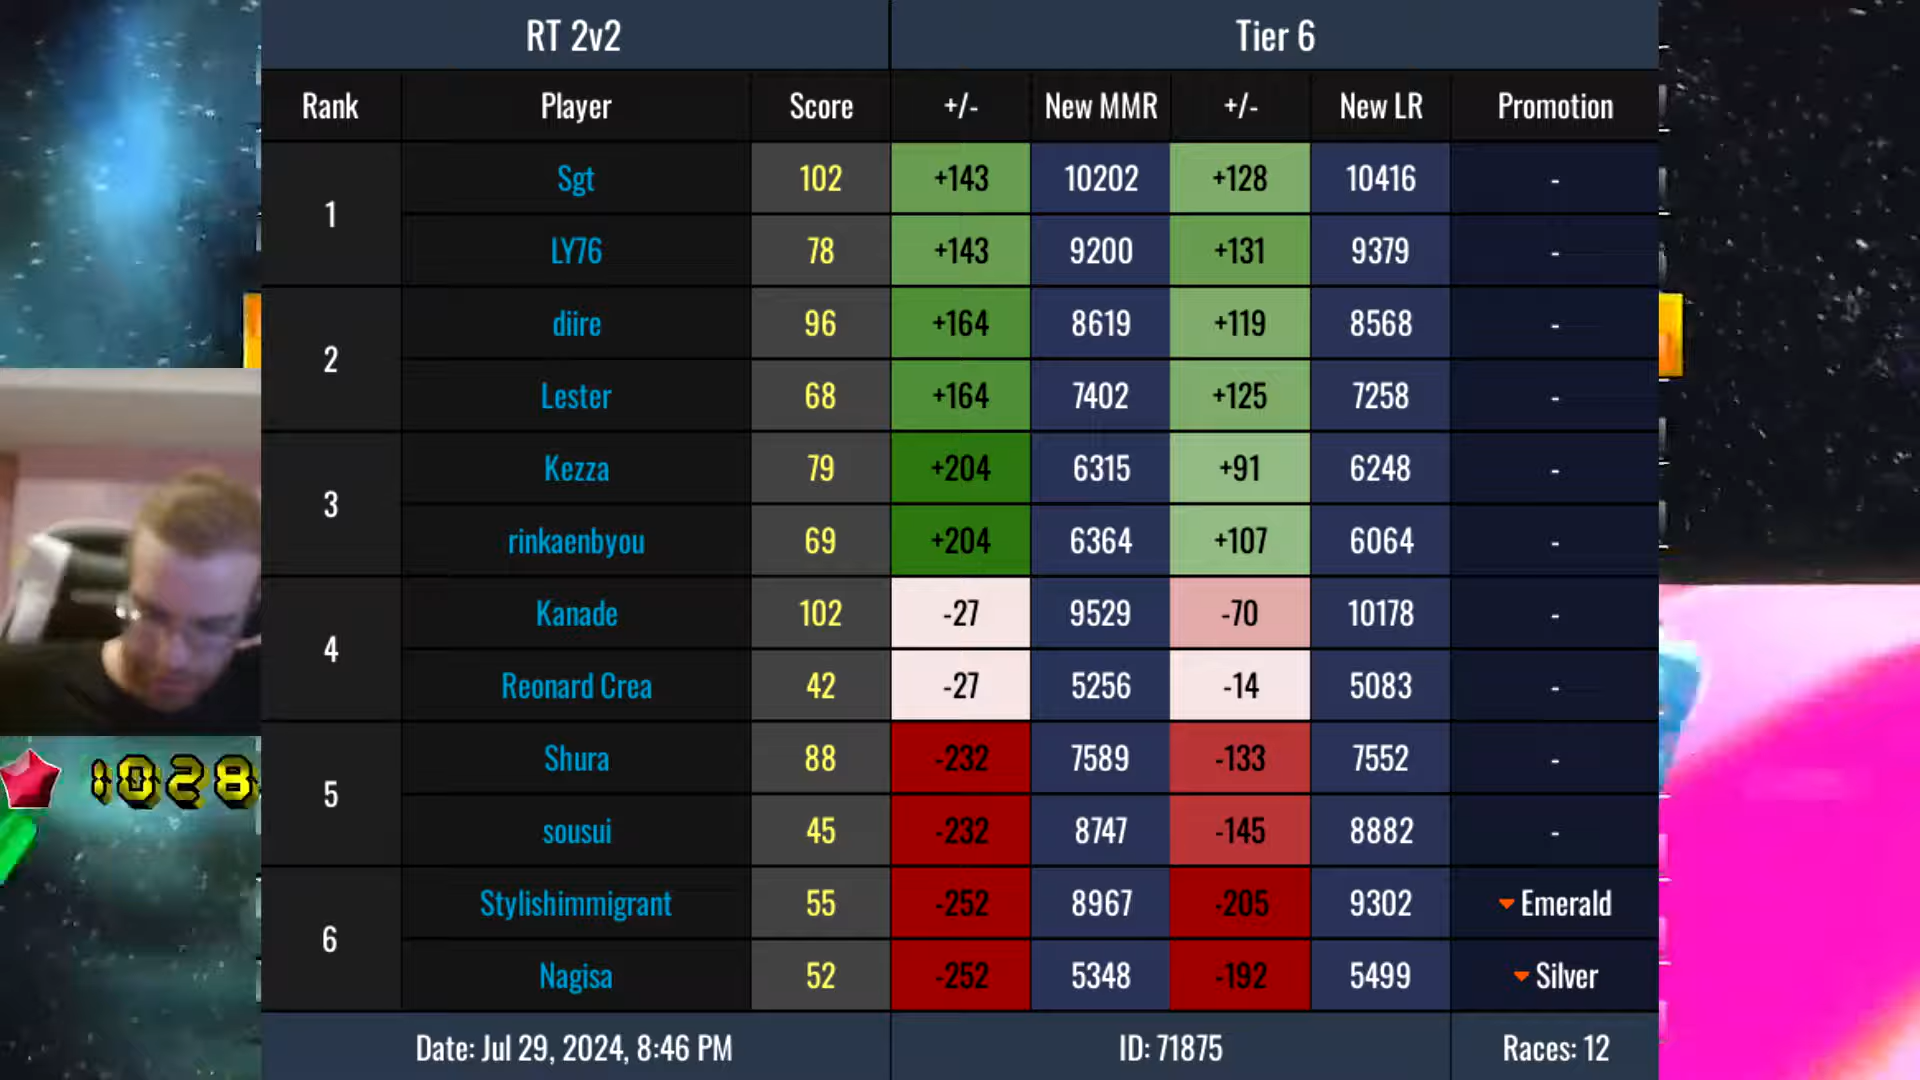 RT 2v2 Tier 6
Rank Player Score +/- New MMR +/- New LR Promotion
1
Sgt 102 +143 10202 +128 10416 -
LY76 78 +143 9200 +131 9379 -
2
diire 96 +164 8619 +119 8568 -
Lester 68 +164 7402 +125 7258 -
3
Kezza 79 +204 6315 +91 6248 -
rinkaenbyou 69 +204 6364 +107 6064 -
4
Kanade 102 -27 9529 -70 10178 -
Reonard Crea 42 -27 5256 -14 5083 -
5
Shura 88 -232 7589 -133 7552 -
sousui 45 -232 8747 -145 8882 -
6
Stylishimmigrant 55 -252 8967 -205 9302 Emerald
Nagisa 52 -252 5348 -192 5499 Silver
Date: Jul 29, 2024, 8:46 PM ID: 71875 Races: 12
1028